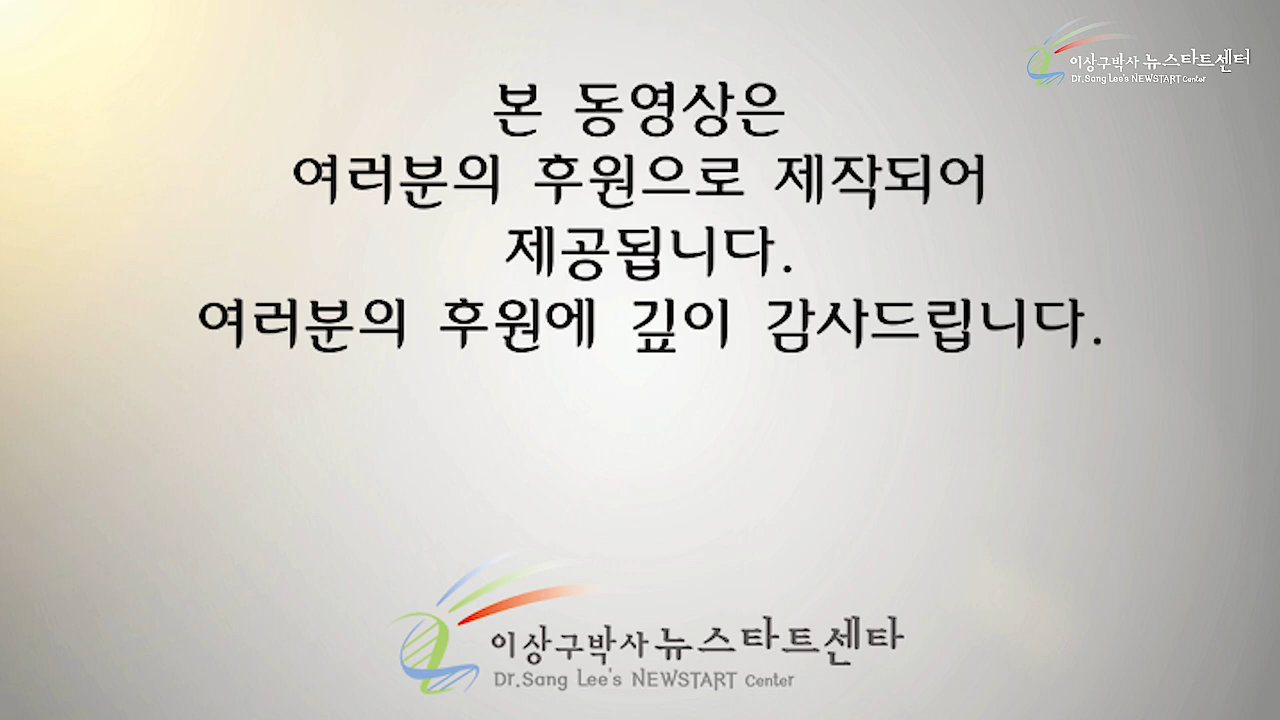 이상구박사 뉴스타트센터
Dr.Sang Lee's NEWSTART Center
본 동영상은
여러분의 후원으로 제작되어
제공됩니다.
여러분의 후원에 깊이 감사드립니다.
이상구박사 뉴스타트센타
Dr.Sang Lee's NEWSTART Center